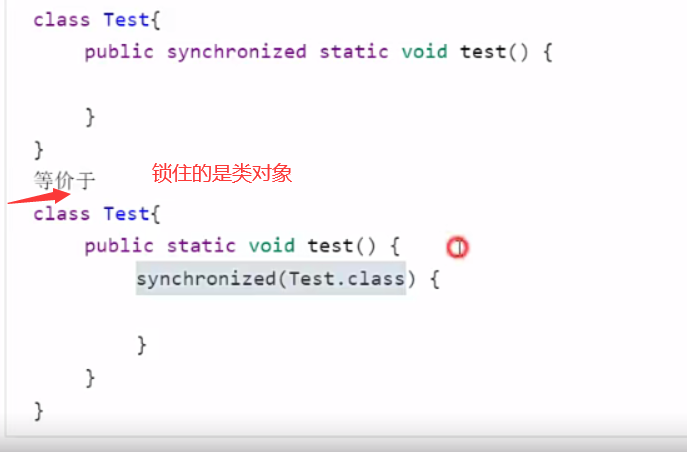 class Test{
public synchronized static void test() {
}
}
等价于
锁住的是类对象
class Test{
public static void test() {
synchronized(Test.class) {
}
}
}